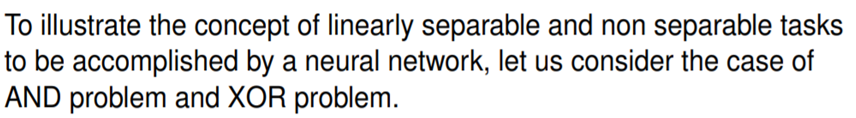 To illustrate the concept of linearly separable and non separable tasks
to be accomplished by a neural network, let us consider the case of
AND problem and XOR problem.